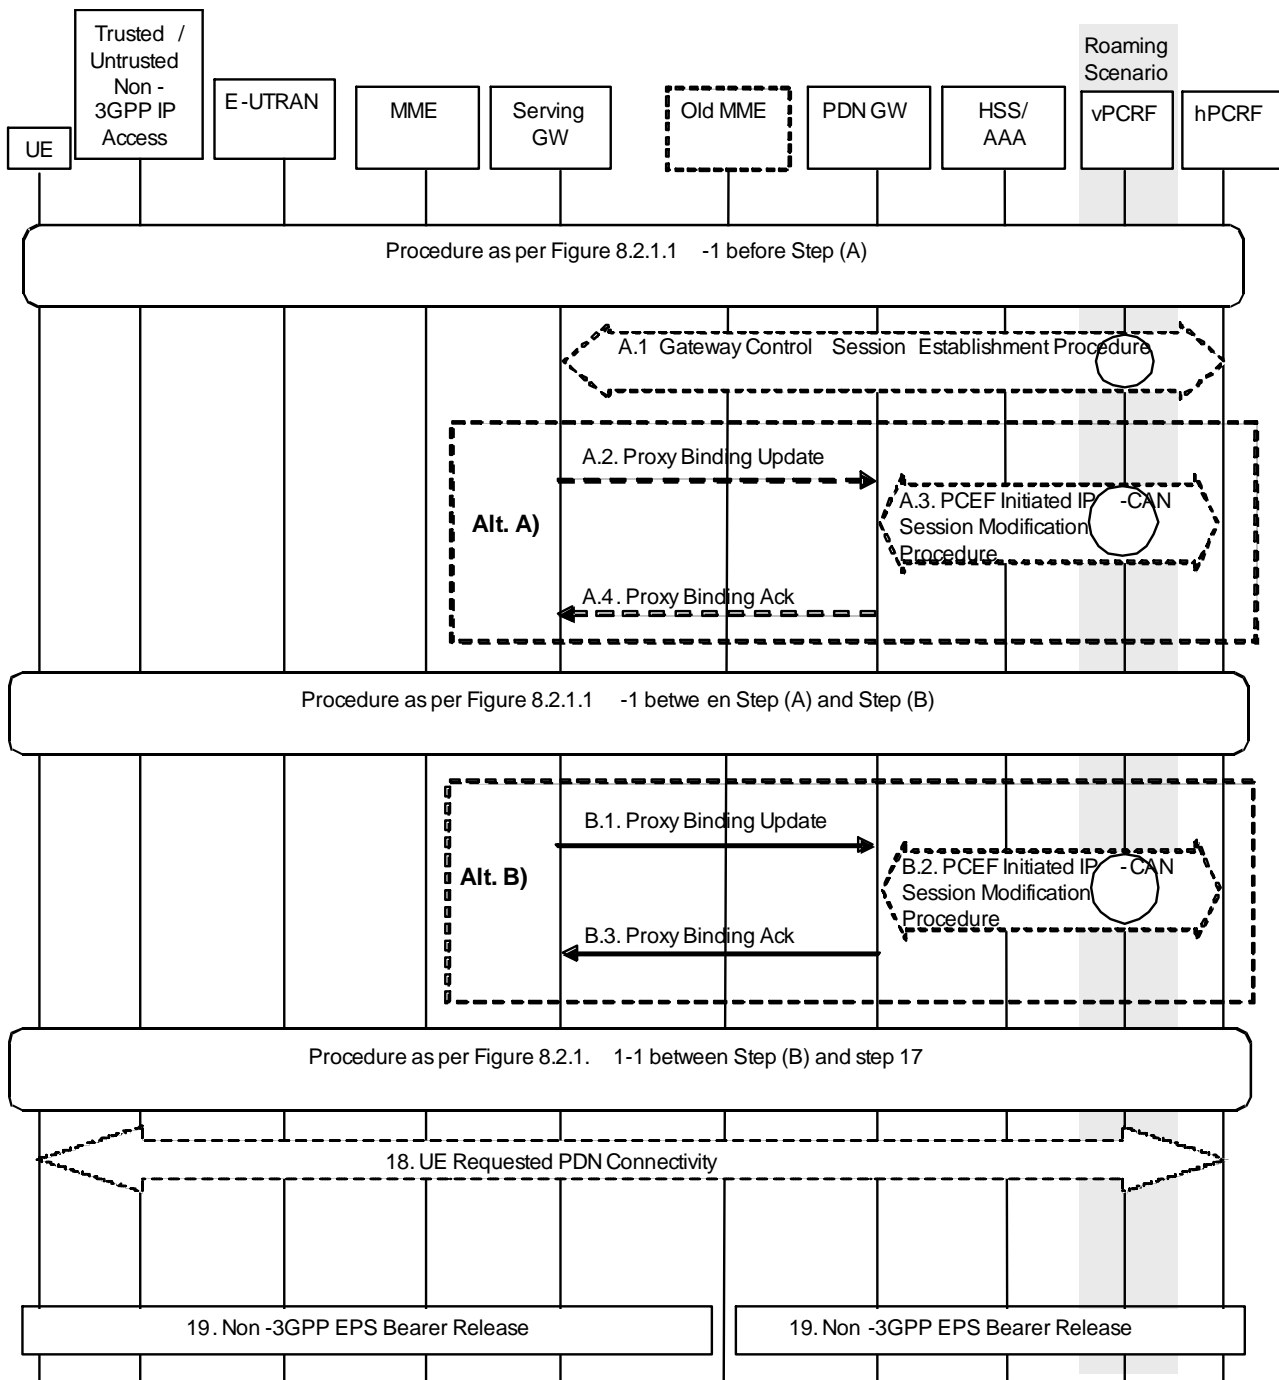 Trusted /
Untrusted
Non -
3GPP IP
Access
UE
E-UTRAN
MME
Serving
GW
Old MME
PDN GW
HSS/
AAA
Roaming
Scenario
vPCRF
hPCRF
Procedure as per Figure 8.2.1.1 -1 before Step (A)
A.1 Gateway Control Session Establishment Procedure
Alt. A)
A.2. Proxy Binding Update
A.3. PCEF Initiated IP -CAN
Session Modification
Procedure
A.4. Proxy Binding Ack
Procedure as per Figure 8.2.1.1 -1 betwe en Step (A) and Step (B)
Alt. B)
B.1. Proxy Binding Update
B.2. PCEF Initiated IP -CAN
Session Modification
Procedure
B.3. Proxy Binding Ack
Procedure as per Figure 8.2.1. 1-1 between Step (B) and step 17
18. UE Requested PDN Connectivity
19. Non -3GPP EPS Bearer Release
19. Non -3GPP EPS Bearer Release